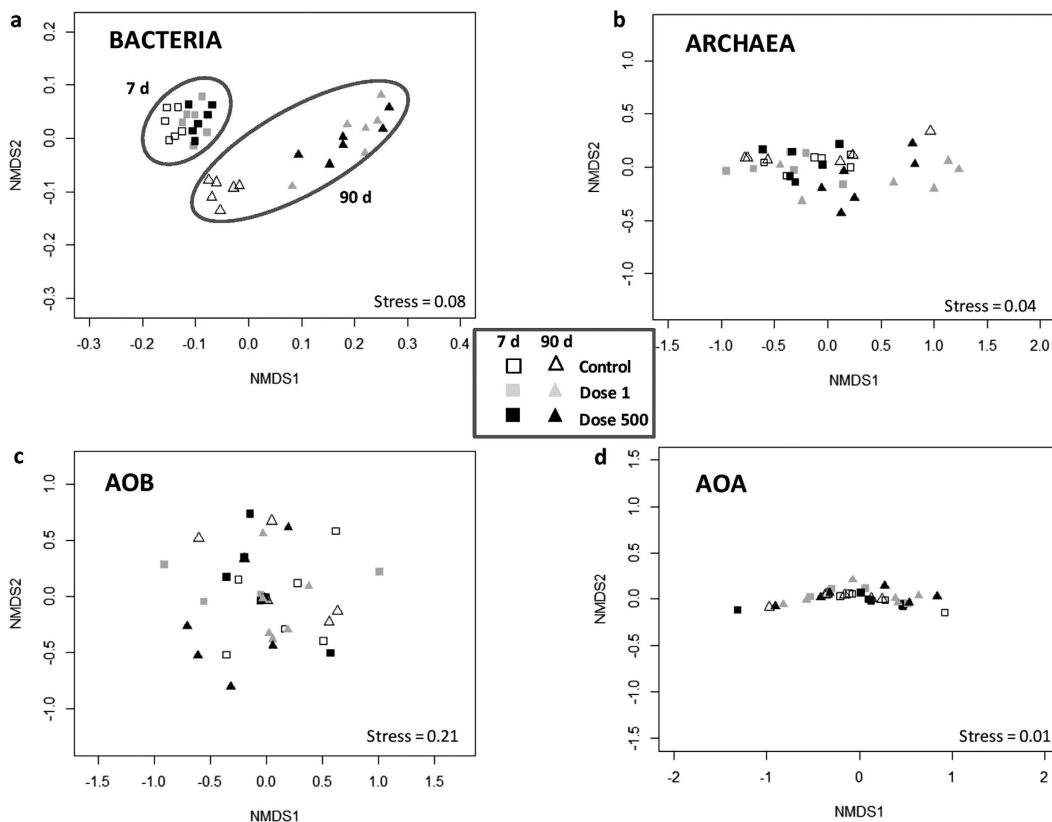 a
BACTERIA
7 d
90 d
Stress = 0.08
NMDS2
0.2
0.1
0.0
-0.1
-0.2
-0.3
-0.3 -0.2 -0.1 0.0 0.1 0.2 0.3 0.4
NMDS1
b
ARCHAEA
Stress = 0.04
NMDS2
1.0
0.5
0.0
-0.5
-1.0
-1.5 -1.0 -0.5 0.0 0.5 1.0 1.5 2.0
NMDS1
7 d 90 d
Control
Dose 1
Dose 500
c
AOB
Stress = 0.21
NMDS2
1.0
0.5
0.0
-0.5
-1.0
-1.5 -1.0 -0.5 0.0 0.5 1.0 1.5
NMDS1
d
AOA
Stress = 0.01
NMDS2
1.5
1.0
0.5
0.0
-0.5
-1.0
-1.5
-2 -1 0 1 2
NMDS1